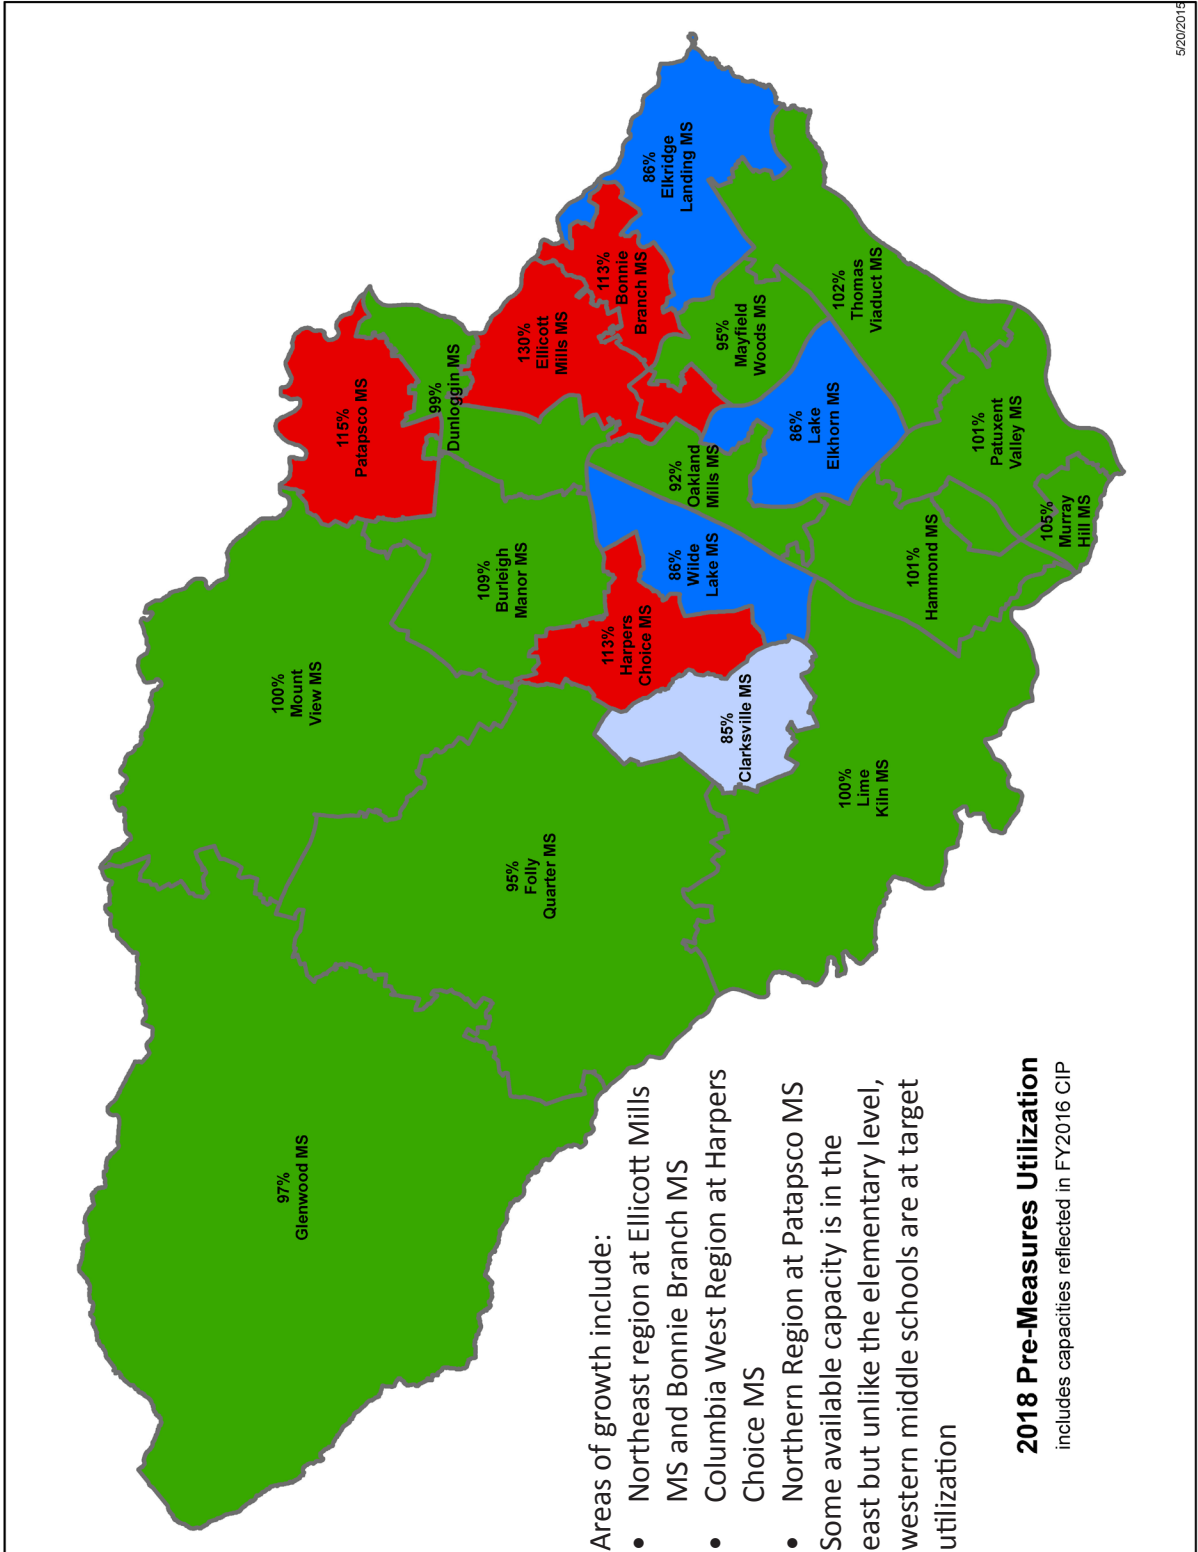 97%
Glenwood MS
100%
Mount
View MS
95%
Folly
Quarter MS
115%
Patapsco MS
99%
Dunloggin MS
109%
Burleigh
Manor MS
130%
Ellicott
Mills MS
113%
Bonnie
Branch MS
86%
Elkridge
Landing MS
113%
Harpers
Choice MS
86%
Wilde
Lake MS
92%
Oakland
Mills MS
95%
Mayfield
Woods MS
85%
Clarksville MS
86%
Lake
Elkhorn MS
102%
Thomas
Viaduct MS
100%
Lime
Kiln MS
101%
Hammond MS
101%
Patuxent
Valley MS
105%
Murray
Hill MS
Areas of growth include:
• Northeast region at Ellicott Mills
MS and Bonnie Branch MS
• Columbia West Region at Harpers
Choice MS
• Northern Region at Patapsco MS
Some available capacity is in the
east but unlike the elementary level,
western middle schools are at target
utilization
2018 Pre-Measures Utilization
includes capacities reflected in FY2016 CIP
5/20/2015